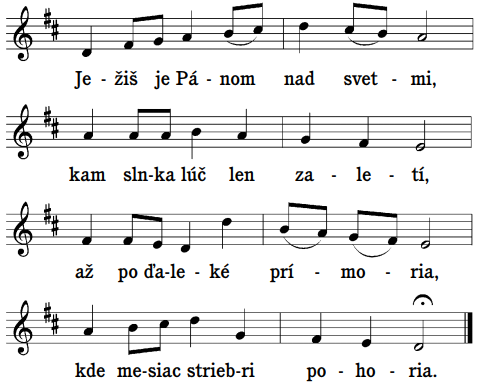 Je - žiš je Pá - nom nad svet - mi,
kam sln - ka lúč len za - le - tí,
až po ďa - le - ké prí - mo - ria,
kde me - siac strieb - ri po - ho - ria.